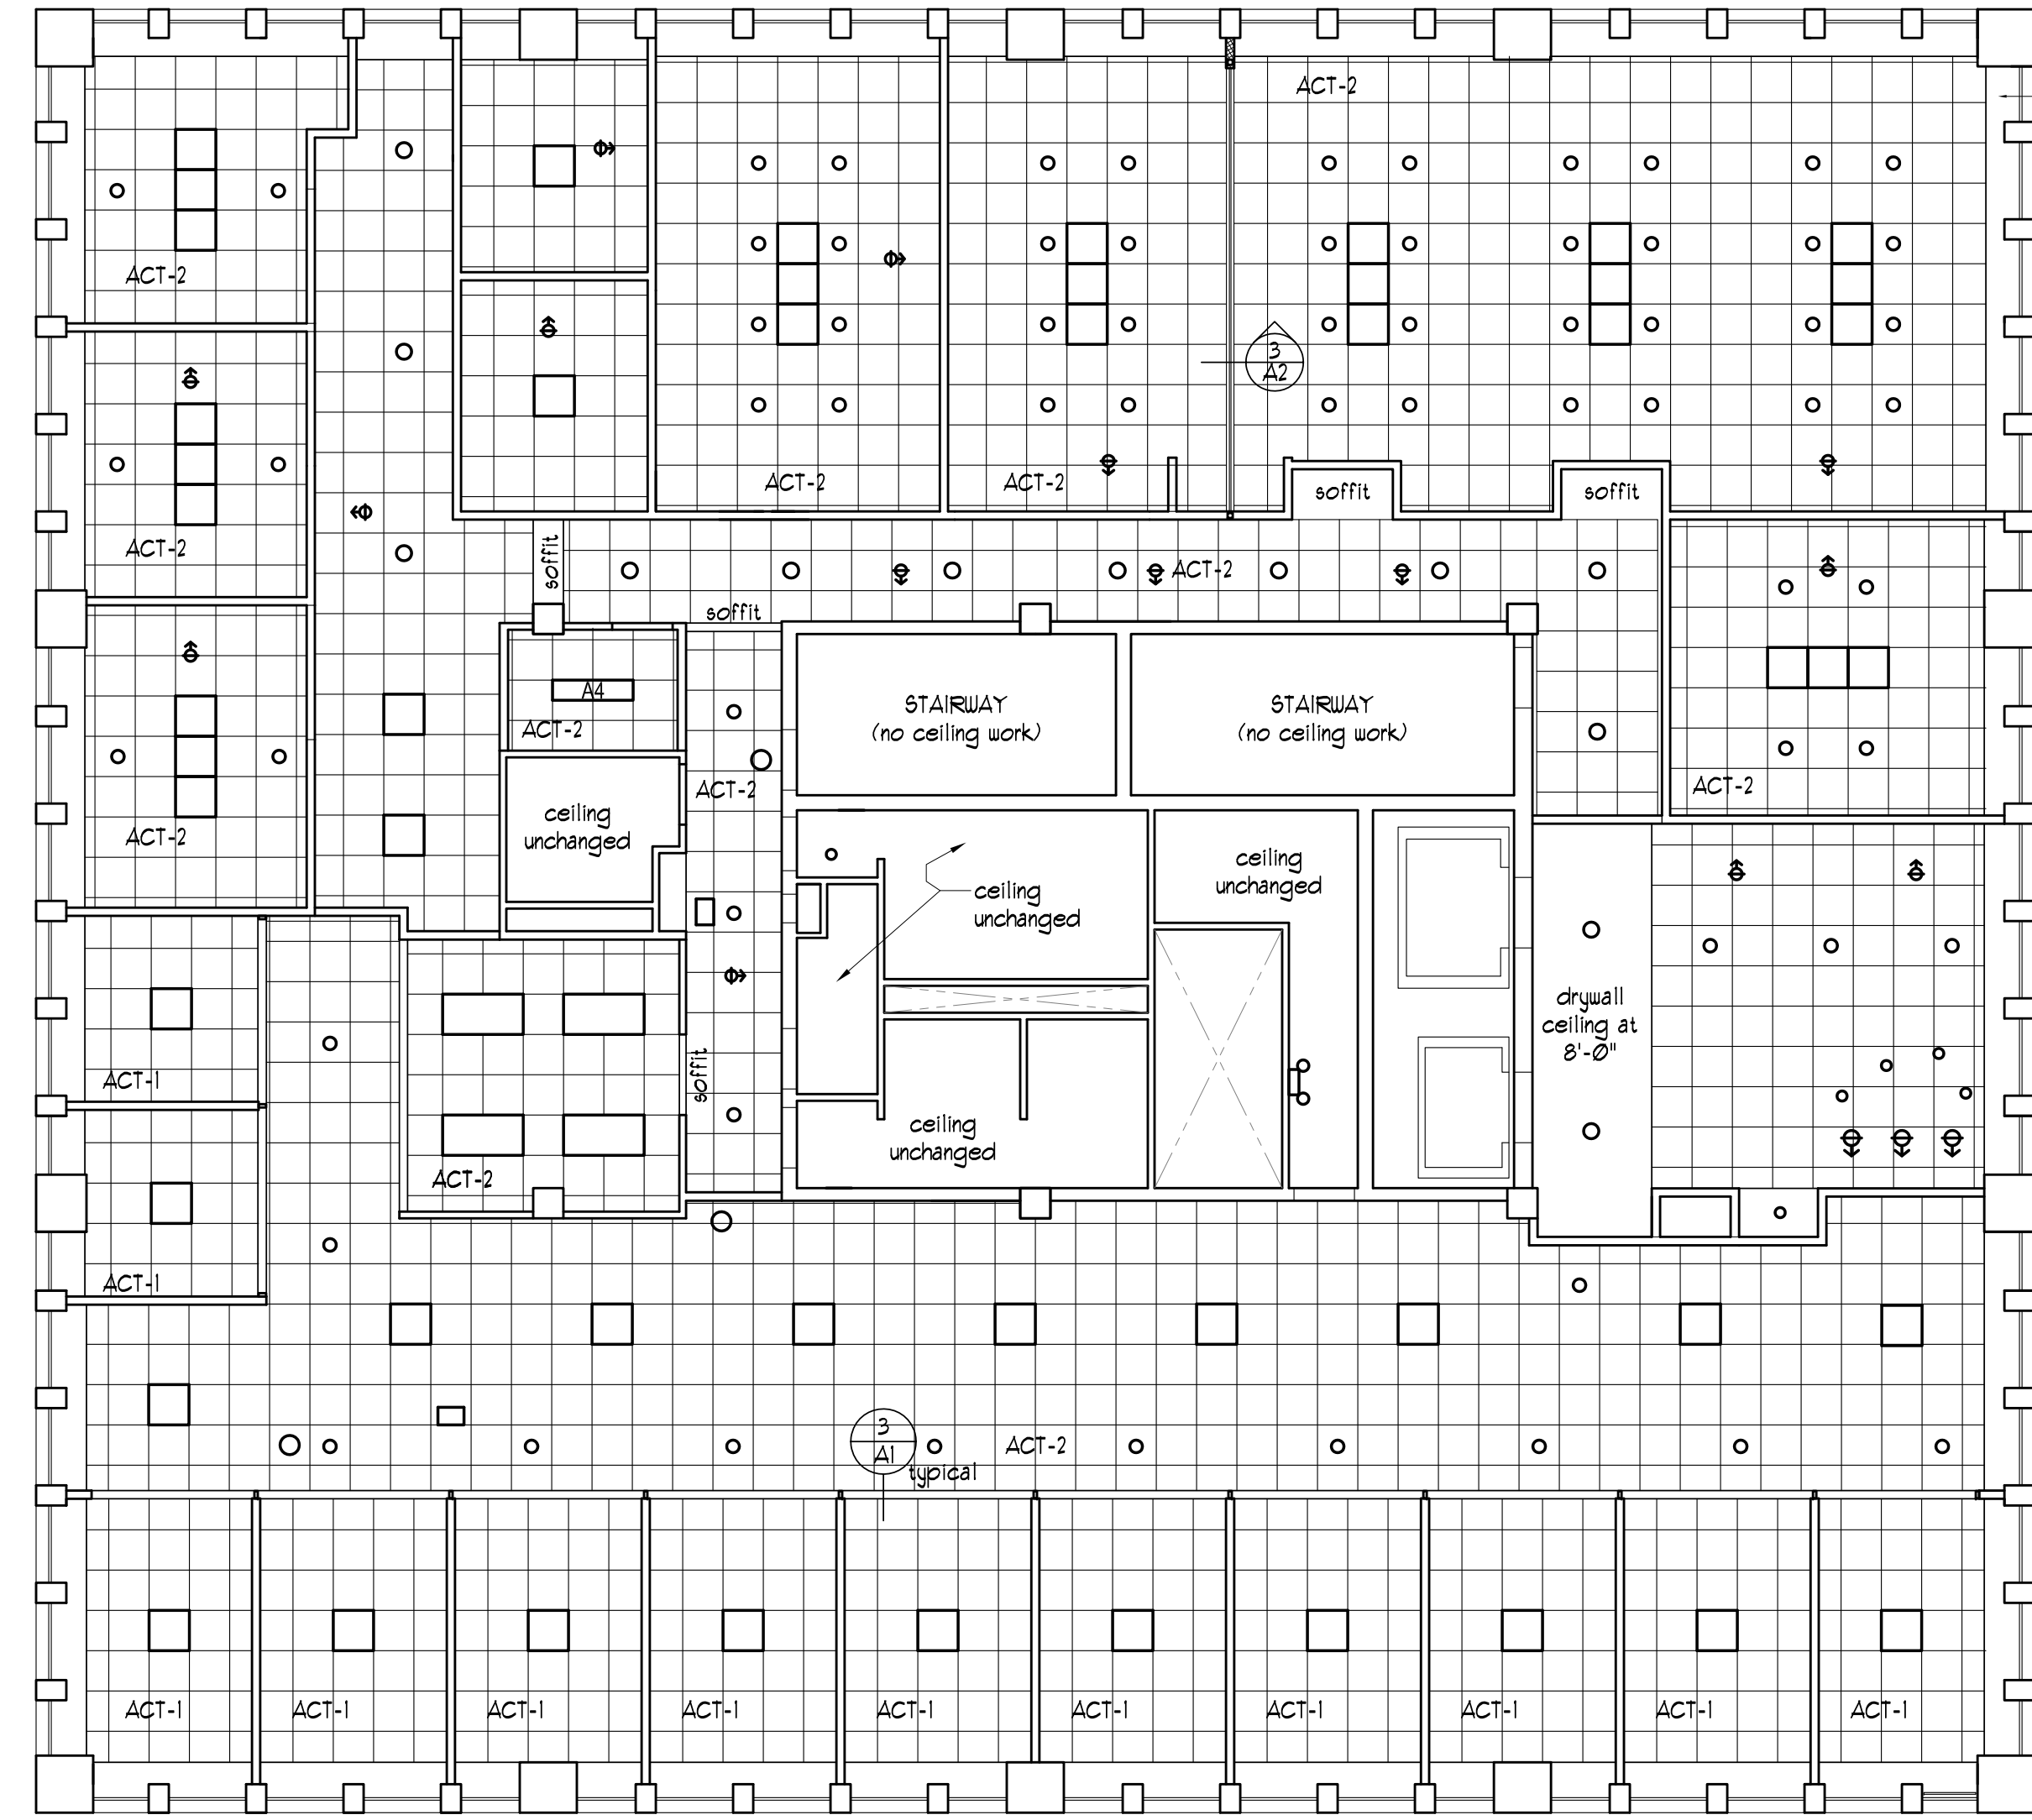 ACT-2
ACT-2
3
A2
ACT-2
ACT-2
soffit
soffit
ACT-2
soffit
ACT-2
soffit
A4
ACT-2
STAIRWAY
(no ceiling work)
STAIRWAY
(no ceiling work)
ACT-2
ACT-2
ACT-2
ceiling
unchanged
ceiling
unchanged
ceiling
unchanged
drywall
ceiling at
8'-0"
ACT-1
soffit
ceiling
unchanged
ACT-2
ACT-1
3
A1
typical
ACT-2
ACT-1
ACT-1
ACT-1
ACT-1
ACT-1
ACT-1
ACT-1
ACT-1
ACT-1
ACT-1